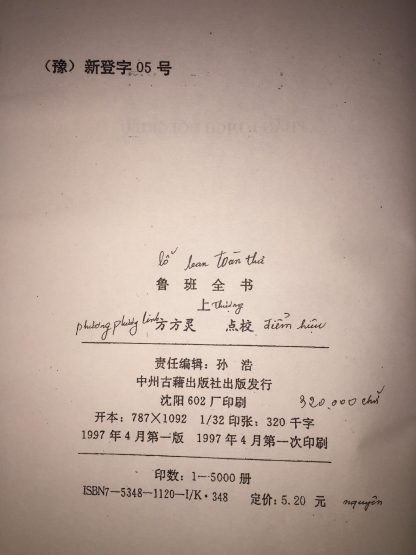 （豫）新登字 05 号
lỗ ban toàn thư
鲁班全书
上 thượng
phương phương linh 方方灵 点校 điểm hiệu
责任编辑：孙 浩
中州古籍出版社出版发行
沈阳 602 厂印刷 320.000 chữ
开本：787×1092 1/32 印张：320 千字
1997 年 4 月第一版 1997 年 4 月第一次印刷
印数：1—5000 册
ISBN7—5348—1120—I/K·348 定价：5.20 元 nguyên